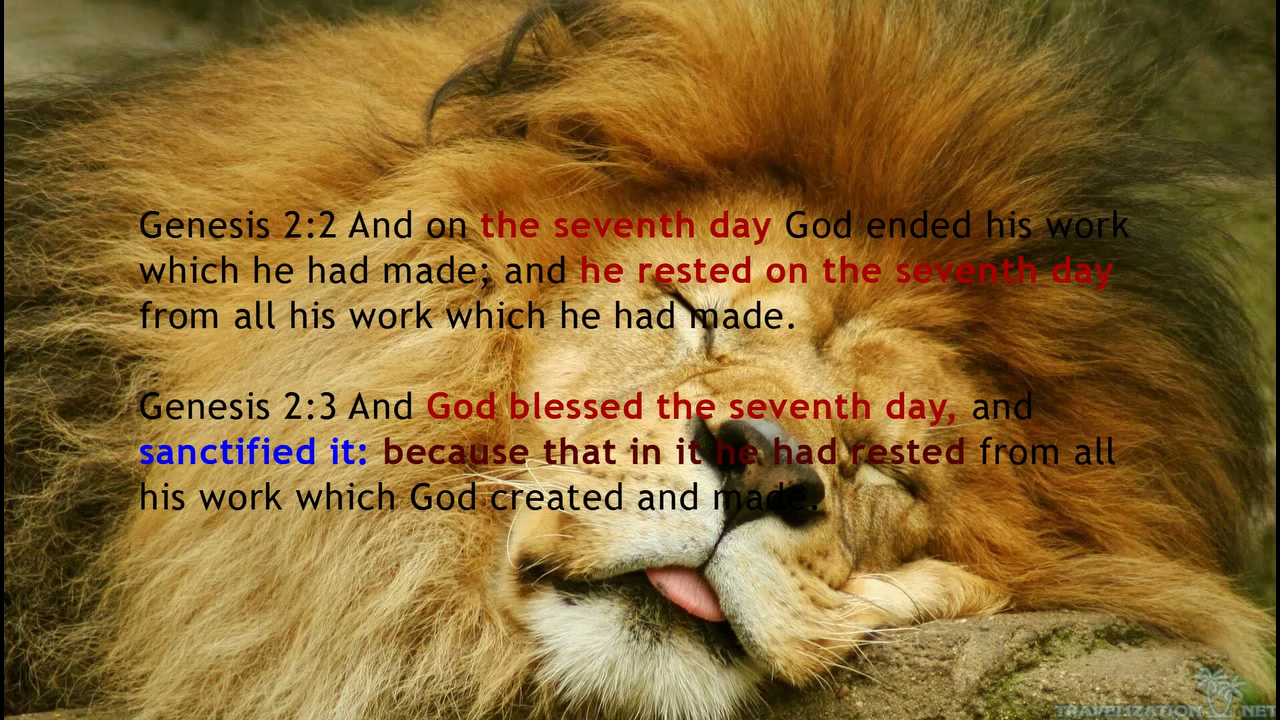 Genesis 2:2 And on the seventh day God ended his work
which he had made; and he rested on the seventh day
from all his work which he had made.
Genesis 2:3 And God blessed the seventh day, and
sanctified it: because that in it he had rested from all
his work which God created and made.
TRAVELIZATION.NET